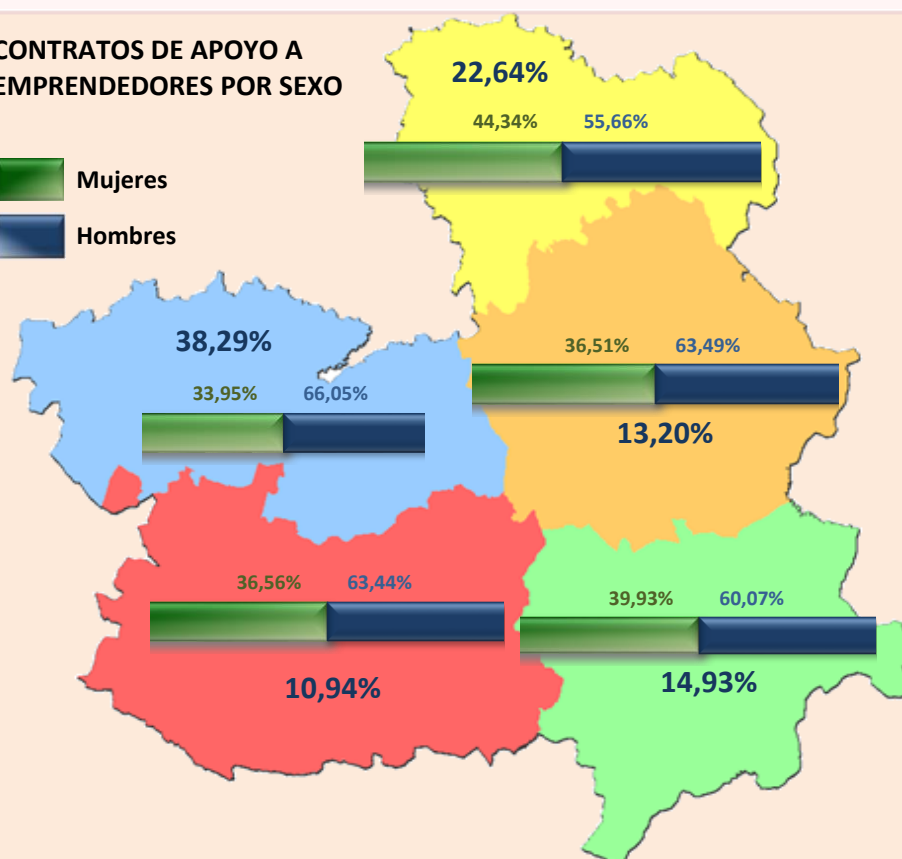 CONTRATOS DE APOYO A
EMPRENDEDORES POR SEXO
Mujeres
Hombres
22,64%
44,34% 55,66%
38,29%
33,95% 66,05%
36,51% 63,49%
13,20%
36,56% 63,44%
10,94%
39,93% 60,07%
14,93%